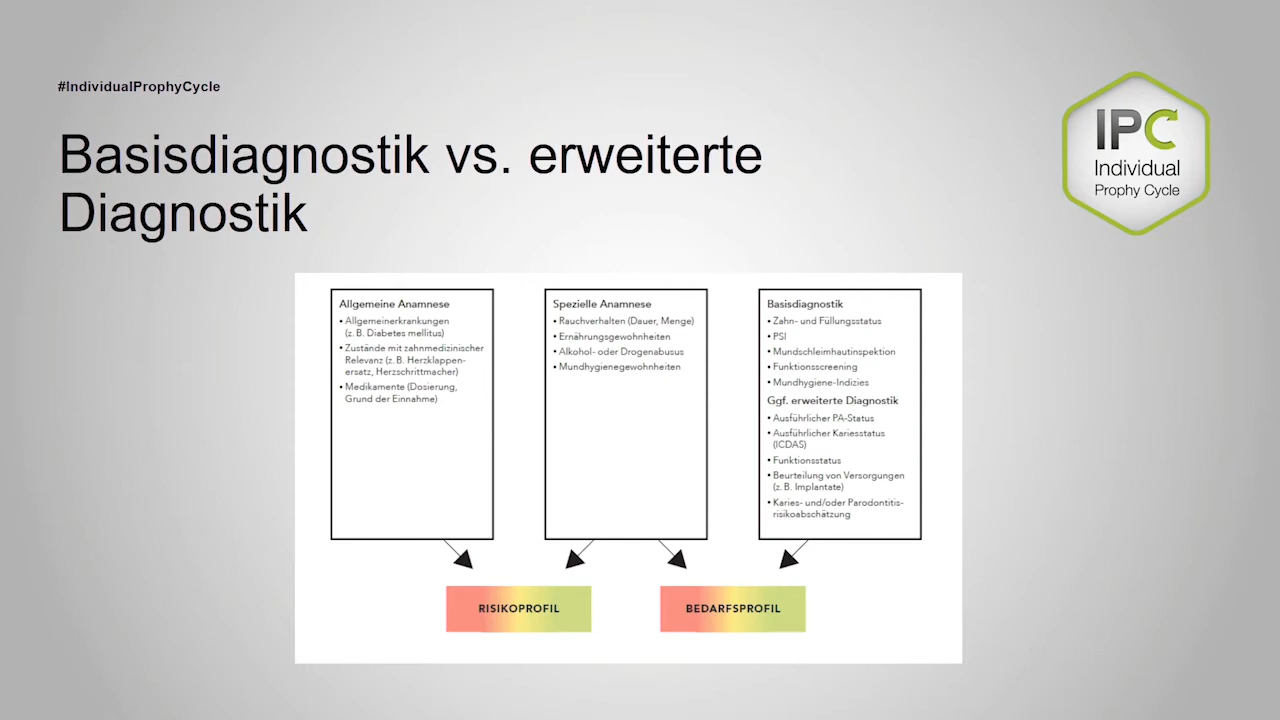 #IndividualProphyCycle
Basisdiagnostik vs. erweiterte
Diagnostik
IPC
Individual
Prophy Cycle
Allgemeine Anamnese
• Allgemeinerkrankungen
(z. B. Diabetes mellitus)
• Zustände mit zahnmedizinischer
Relevanz (z. B. Herzklappen-
ersatz, Herzschrittmacher)
• Medikamente (Dosierung,
Grund der Einnahme)
Spezielle Anamnese
• Rauchverhalten (Dauer, Menge)
• Ernährungsgewohnheiten
• Alkohol- oder Drogenabusus
• Mundhygienegewohnheiten
Basisdiagnostik
• Zahn- und Füllungsstatus
• PSI
• Mundschleimhautinspektion
• Funktionsscreening
• Mundhygiene-Indizies
Ggf. erweiterte Diagnostik
• Ausführlicher PA-Status
• Ausführlicher Kariesstatus
(ICDAS)
• Funktionsstatus
• Beurteilung von Versorgungen
(z. B. Implantate)
• Karies- und/oder Parodontitis-
risikoabschätzung
RISIKOPROFIL
BEDARFSPROFIL